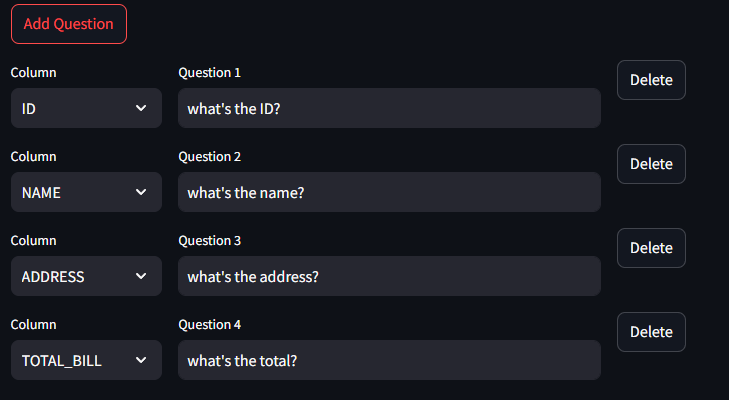 Add Question
Column Question 1 Delete
ID what's the ID?
Column Question 2 Delete
NAME what's the name?
Column Question 3 Delete
ADDRESS what's the address?
Column Question 4 Delete
TOTAL_BILL what's the total?